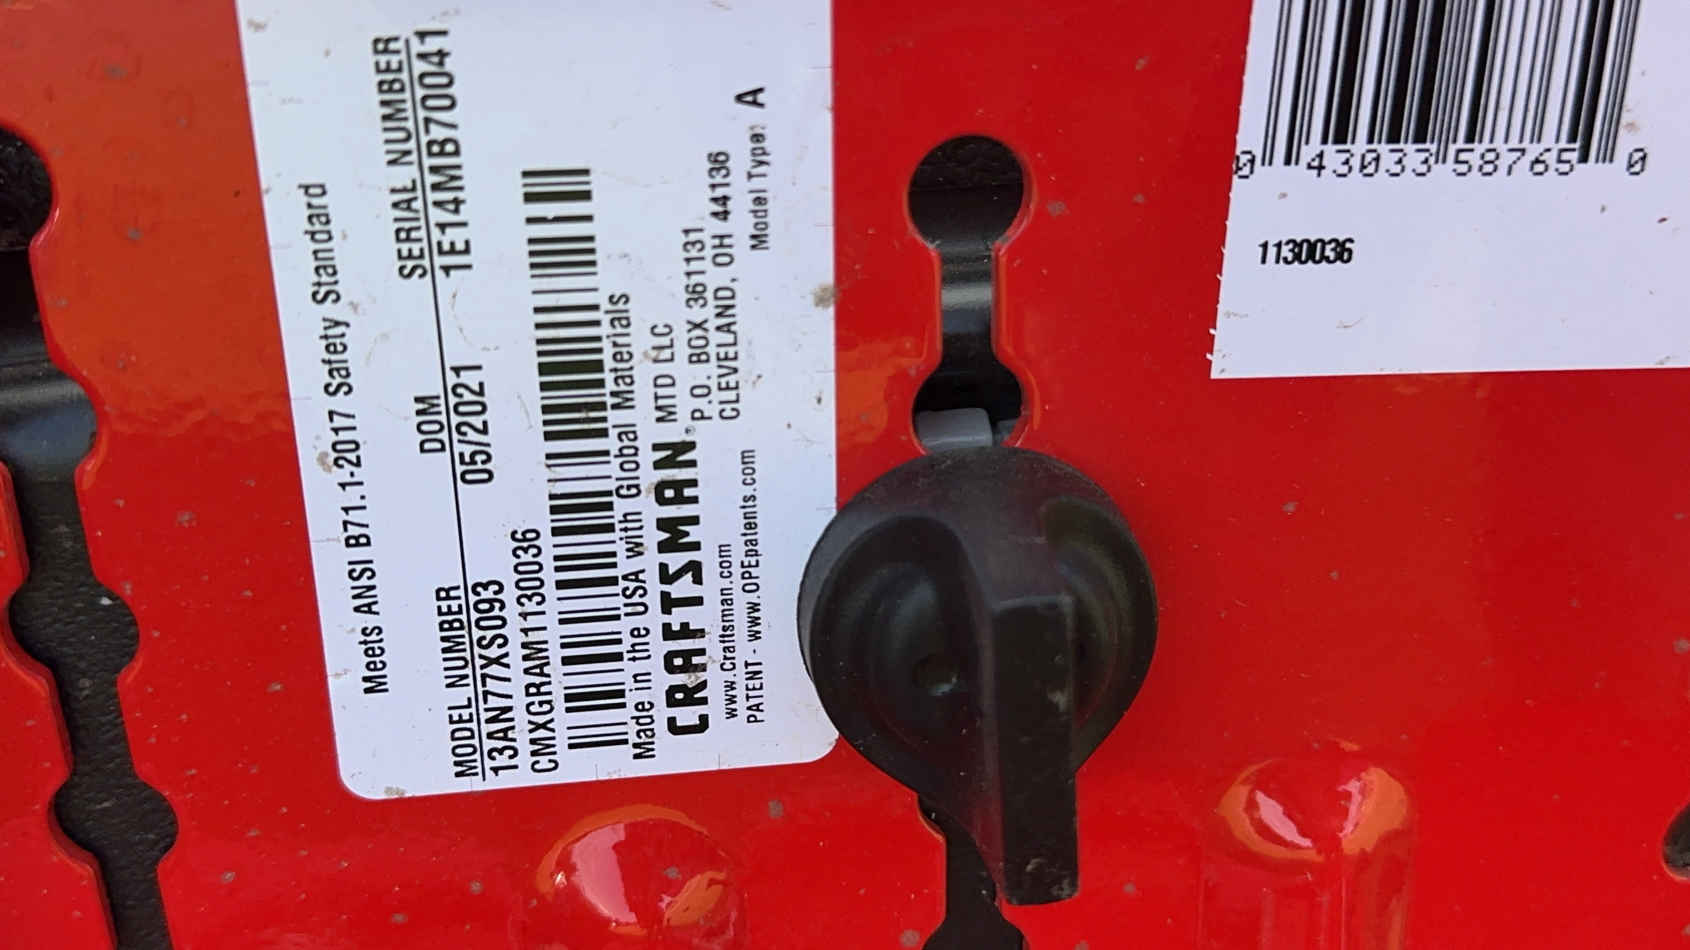 Meets ANSI B71.1-2017 Safety Standard
MODEL NUMBER DOM SERIAL NUMBER
13AN77XS093 05/2021 1E14MB70041
CMXGRAM1130036
Made in the USA with Global Materials
CRAFTSMAN® MTD LLC
P.O. BOX 361131
CLEVELAND, OH 44136
www.Craftsman.com
PATENT - www.OPEpatents.com
Model Type: A
0 43033 58765 0
1130036